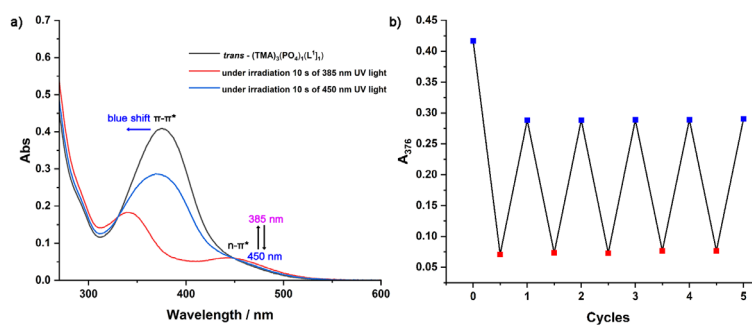 a)
0.7
0.6
0.5
0.4
0.3
0.2
0.1
0.0
Abs
300
400
500
600
Wavelength / nm
trans - (TMA)₃(PO₄)₁(L¹)₁)
under irradiation 10 s of 385 nm UV light
under irradiation 10 s of 450 nm UV light
blue shift π-π*
385 nm
n-π*
450 nm
b)
0.45
0.40
0.35
0.30
0.25
0.20
0.15
0.10
0.05
A₃₇₆
0
1
2
3
4
5
Cycles